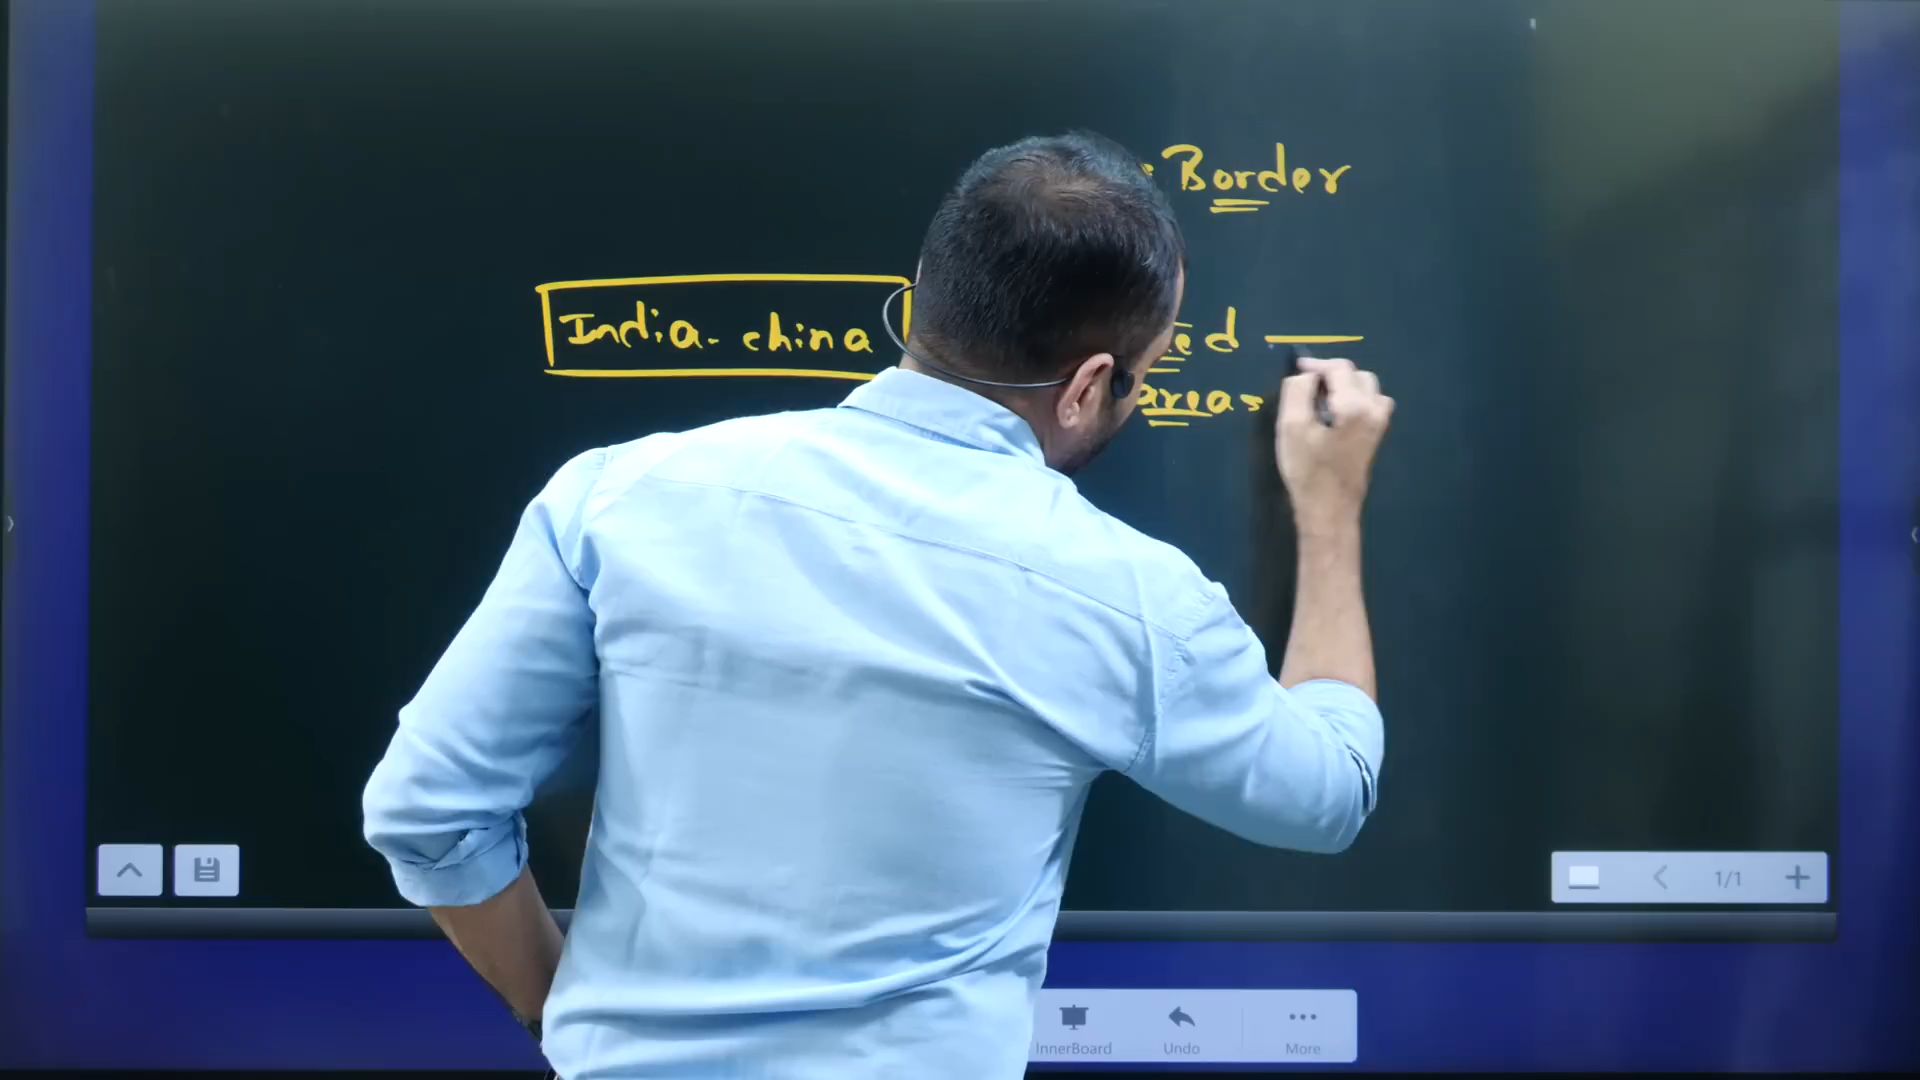 Border
India - china
areas
1/1
InnerBoard
Undo
More